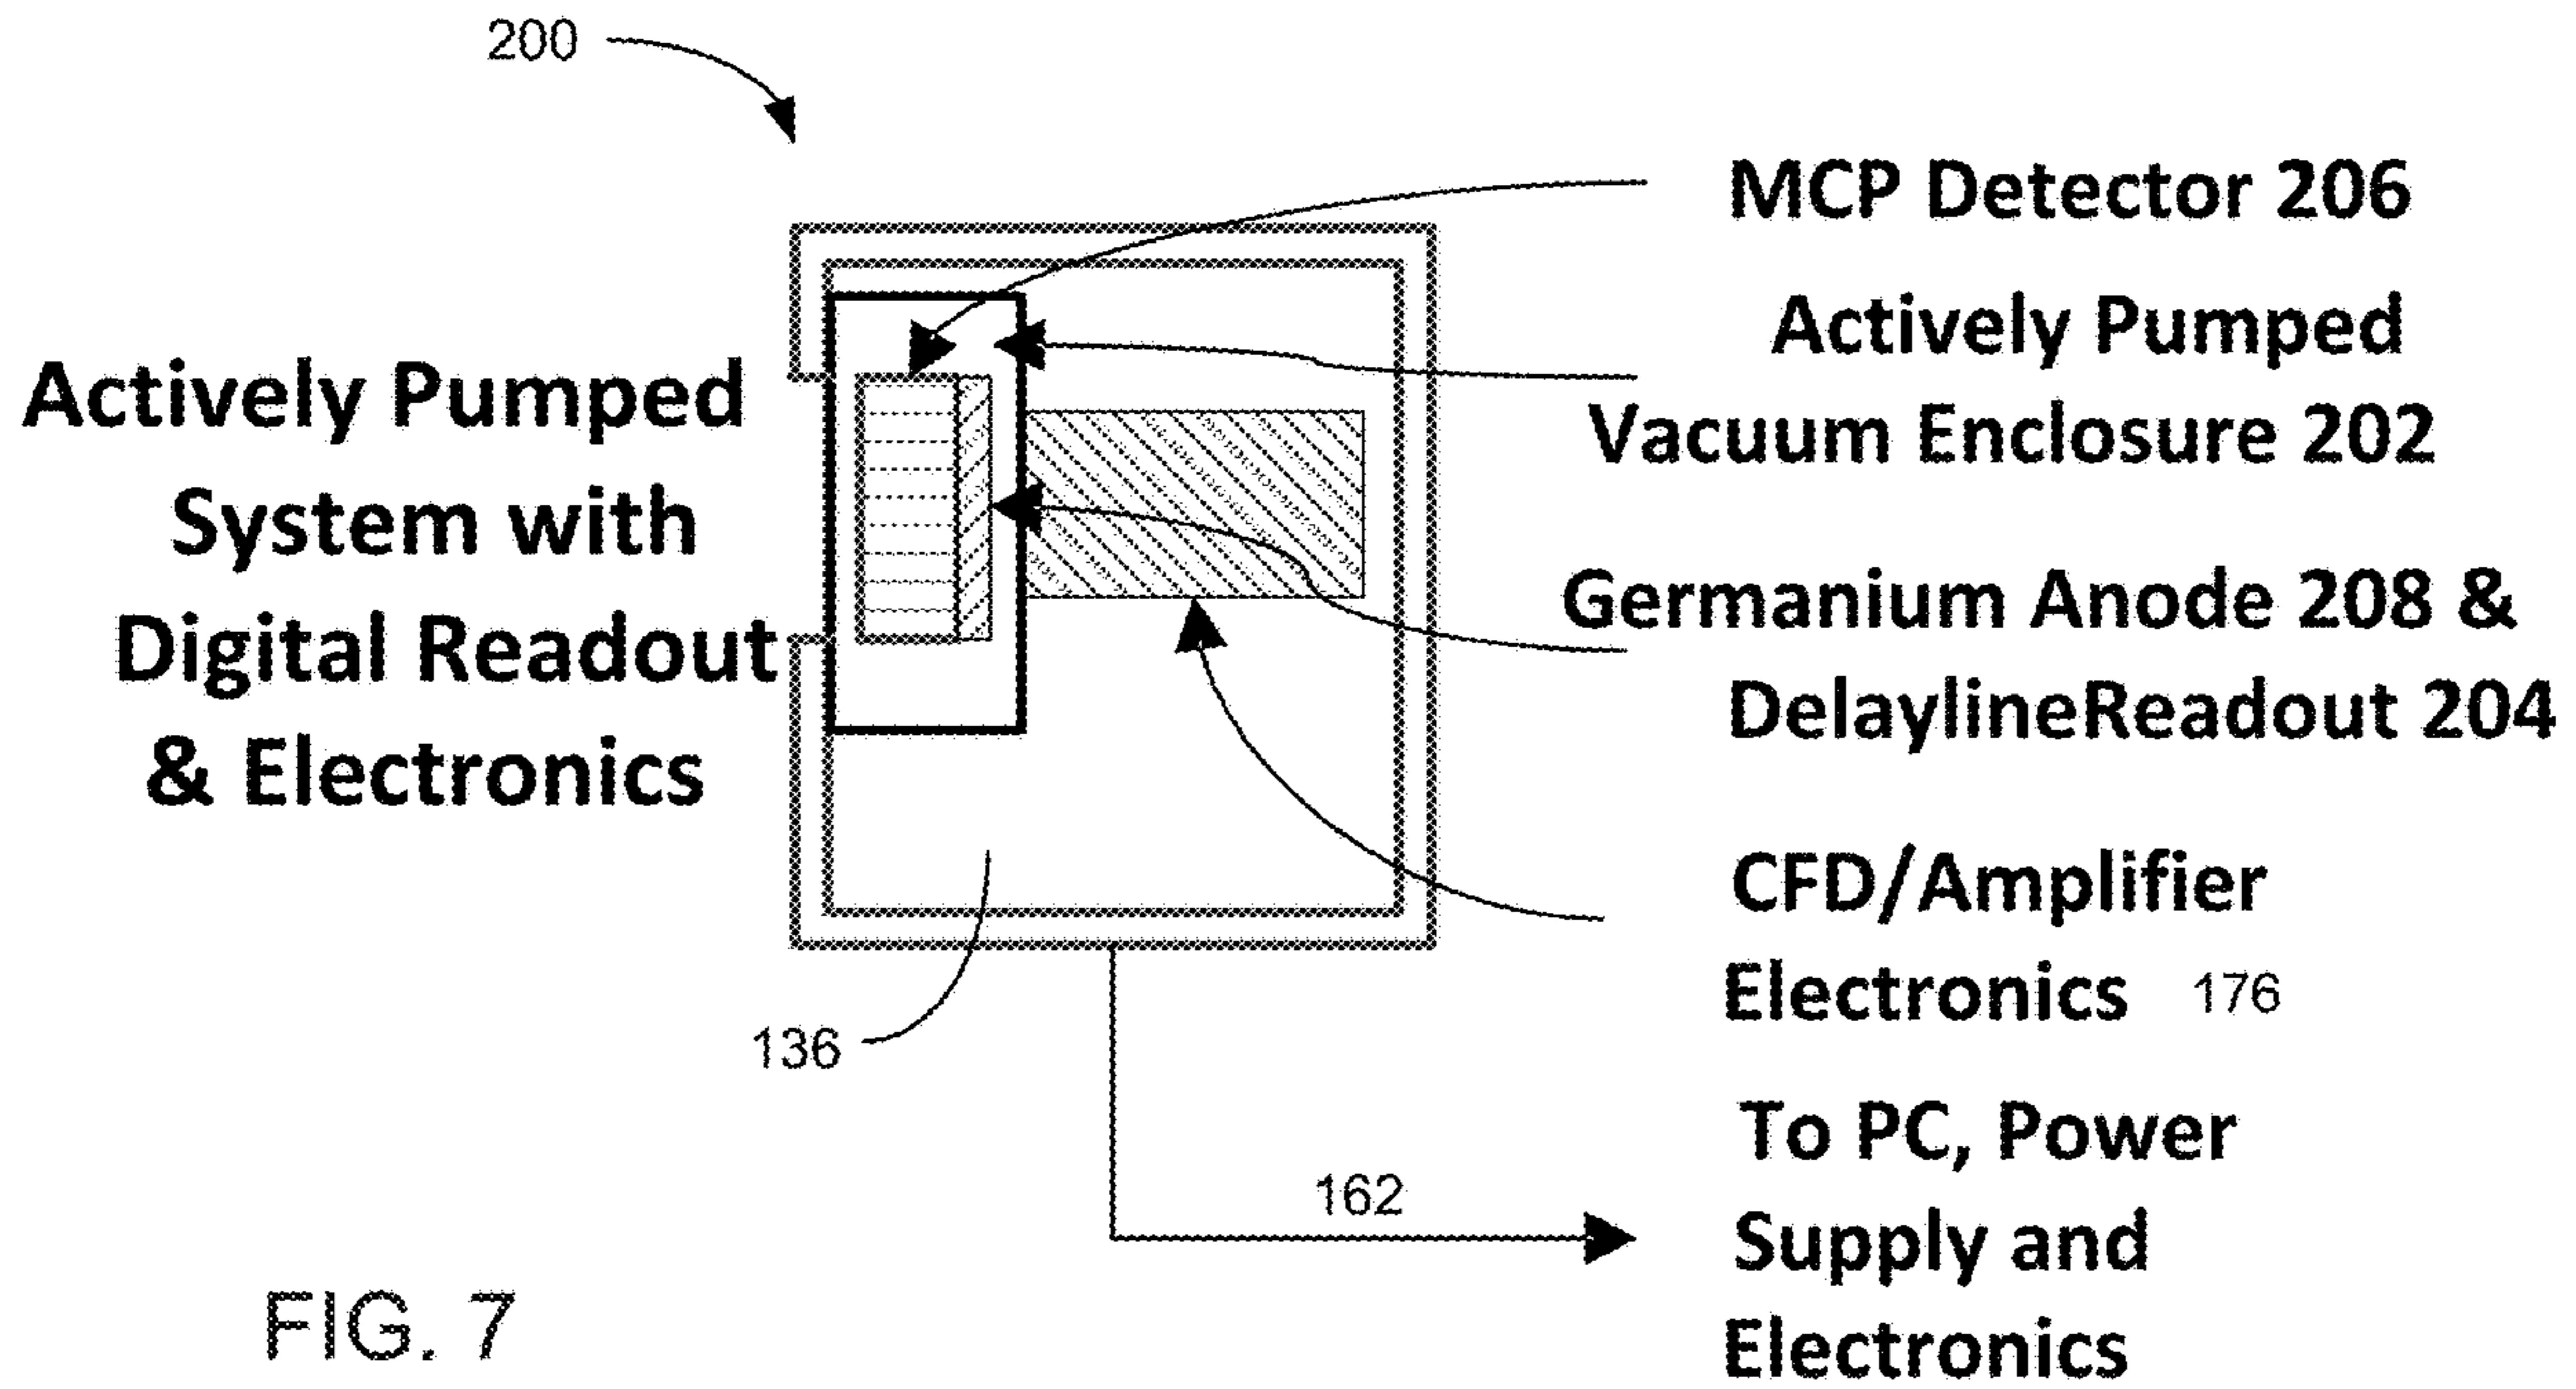 200
MCP Detector 206
Actively Pumped
Vacuum Enclosure 202
Actively Pumped
System with
Digital Readout
& Electronics
Germanium Anode 208 &
DelaylineReadout 204
CFD/Amplifier
Electronics 176
136
To PC, Power
Supply and
Electronics
162
FIG. 7